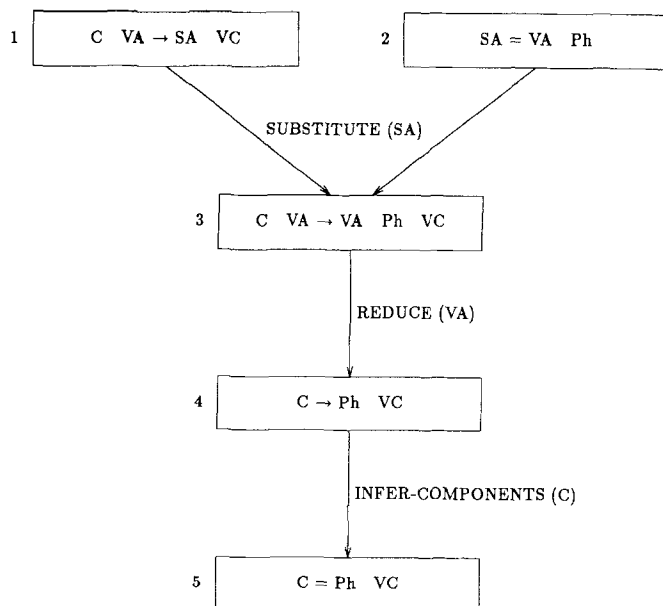 1 C VA → SA VC
2 SA = VA Ph
SUBSTITUTE (SA)
3 C VA → VA Ph VC
REDUCE (VA)
4 C → Ph VC
INFER-COMPONENTS (C)
5 C = Ph VC